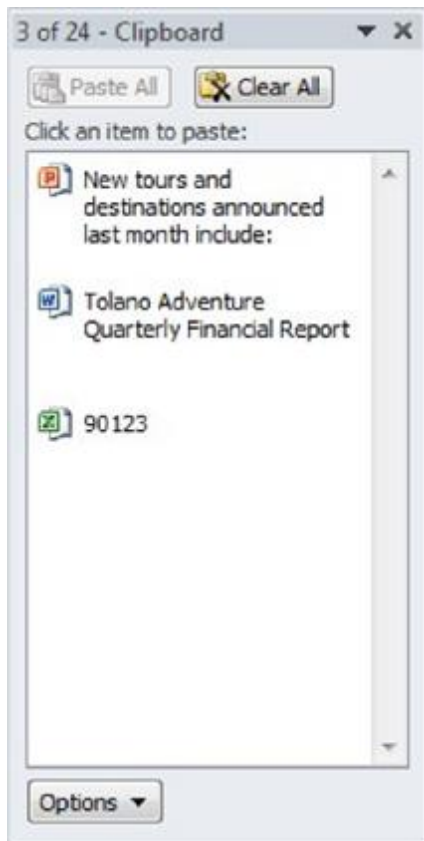 3 of 24 - Clipboard
Paste All
Clear All
Click an item to paste:
New tours and
destinations announced
last month include:
Tolano Adventure
Quarterly Financial Report
90123
Options